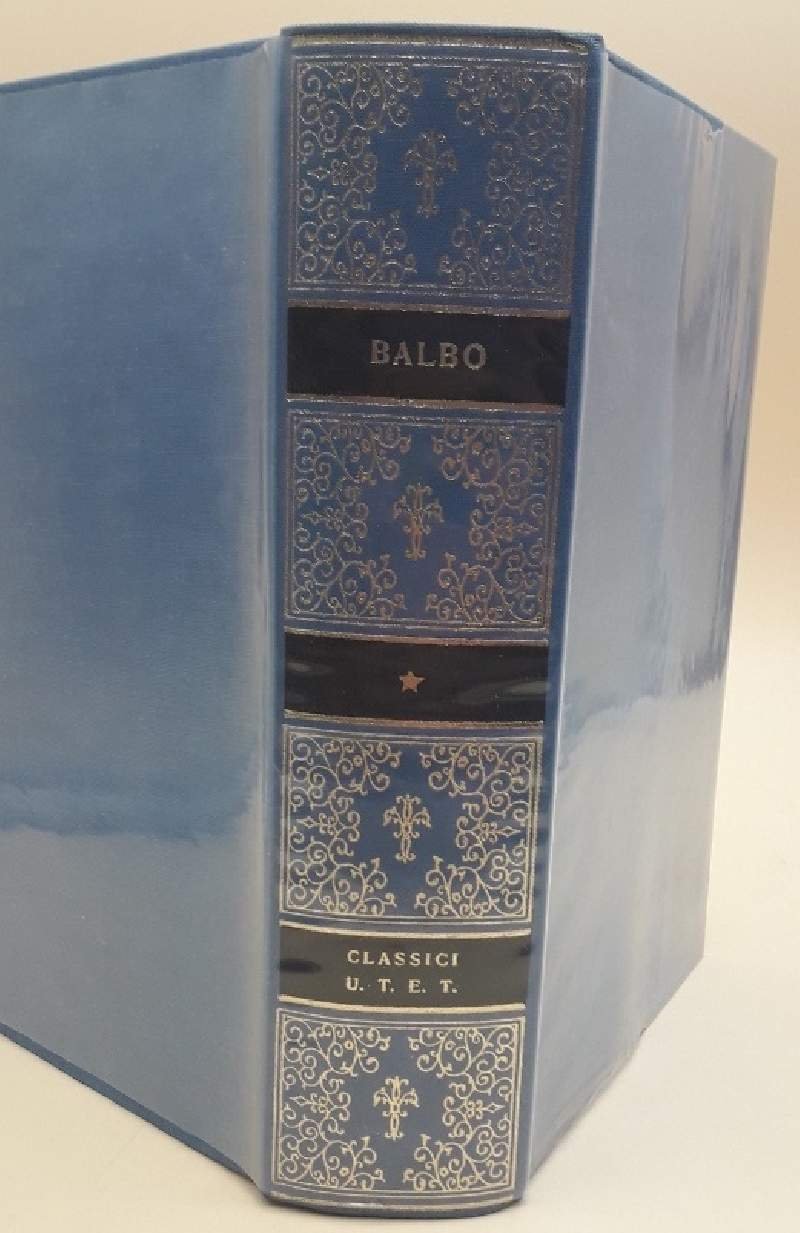 BALBO
CLASSICI
U. T. E. T.